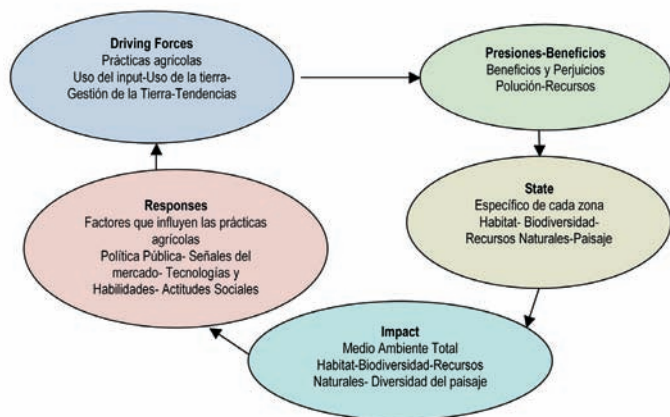 Driving Forces
Prácticas agrícolas
Uso del input-Uso de la tierra-
Gestión de la Tierra-Tendencias
Presiones-Beneficios
Beneficios y Perjuicios
Polución-Recursos
State
Específico de cada zona
Habitat- Biodiversidad-
Recursos Naturales-Paisaje
Impact
Medio Ambiente Total
Habitat-Biodiversidad-Recursos
Naturales- Diversidad del paisaje
Responses
Factores que influyen las prácticas
agrícolas
Política Pública- Señales del
mercado- Tecnologías y
Habilidades- Actitudes Sociales